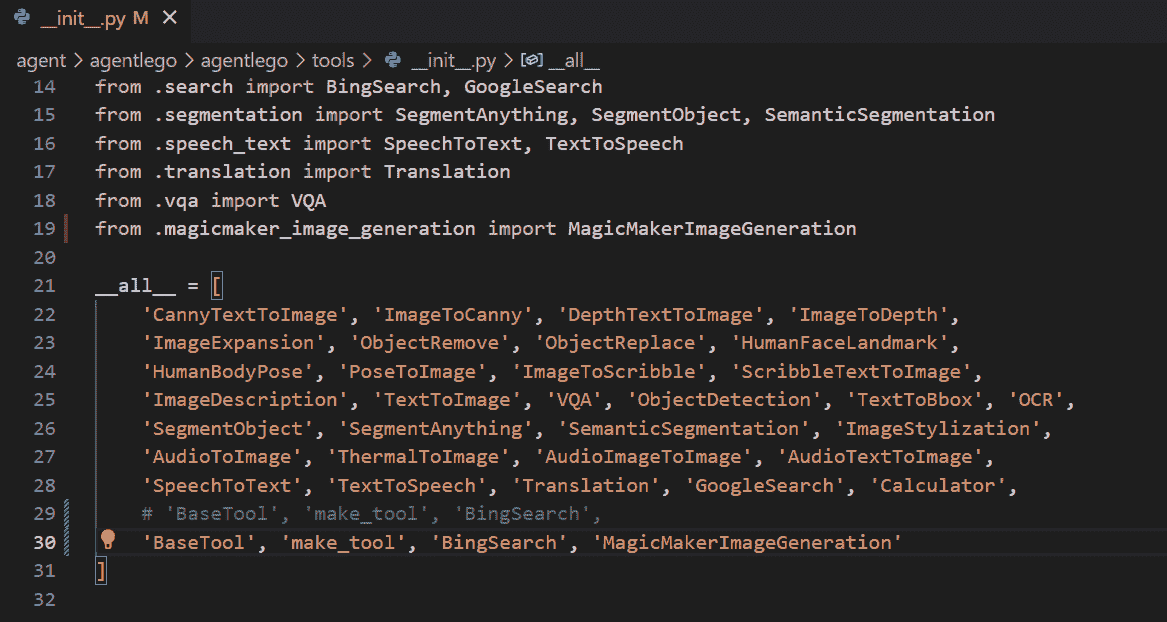 __init__.py M ✕
agent > agentlego > agentlego > tools > __init__.py > __all__
14 from .search import BingSearch, GoogleSearch
15 from .segmentation import SegmentAnything, SegmentObject, SemanticSegmentation
16 from .speech_text import SpeechToText, TextToSpeech
17 from .translation import Translation
18 from .vqa import VQA
19 from .magicmaker_image_generation import MagicMakerImageGeneration
20
21 __all__ = [
22     'CannyTextToImage', 'ImageToCanny', 'DepthTextToImage', 'ImageToDepth',
23     'ImageExpansion', 'ObjectRemove', 'ObjectReplace', 'HumanFaceLandmark',
24     'HumanBodyPose', 'PoseToImage', 'ImageToScribble', 'ScribbleTextToImage',
25     'ImageDescription', 'TextToImage', 'VQA', 'ObjectDetection', 'TextToBbox', 'OCR',
26     'SegmentObject', 'SegmentAnything', 'SemanticSegmentation', 'ImageStylization',
27     'AudioToImage', 'ThermalToImage', 'AudioImageToImage', 'AudioTextToImage',
28     'SpeechToText', 'TextToSpeech', 'Translation', 'GoogleSearch', 'Calculator',
29     # 'BaseTool', 'make_tool', 'BingSearch',
30     'BaseTool', 'make_tool', 'BingSearch', 'MagicMakerImageGeneration'
31 ]
32